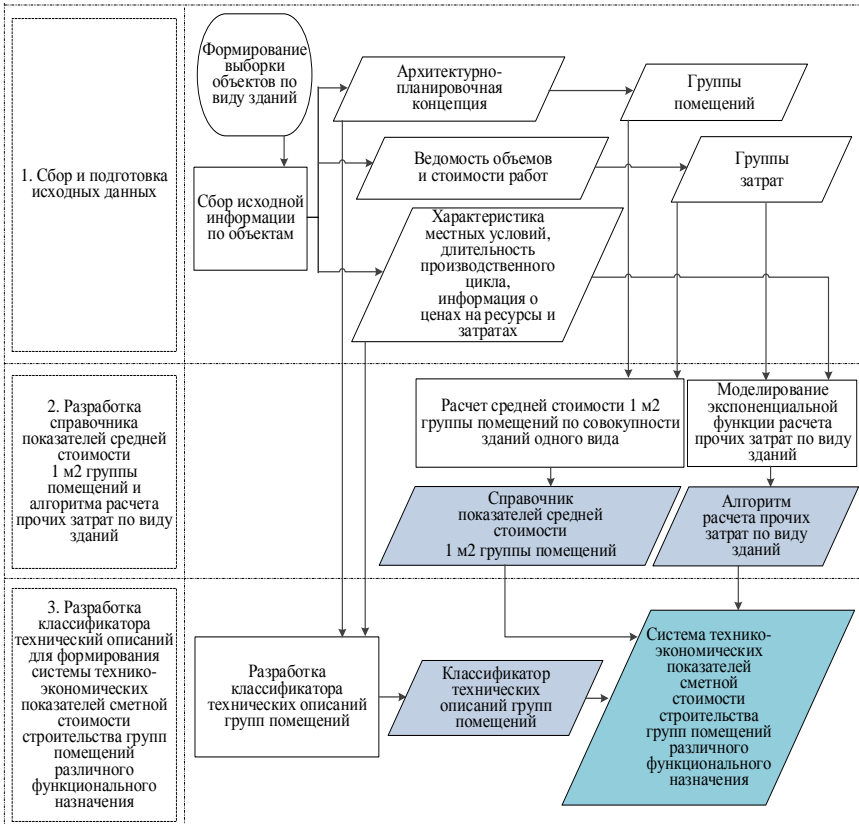 1. Сбор и подготовка
исходных данных
Формирование
выборки
объектов по
виду зданий
Сбор исходной
информации
по объектам
Архитектурно-
планировочная
концепция
Группы
помещений
Ведомость объемов
и стоимости работ
Группы
затрат
Характеристика
местных условий,
длительность
производственного
цикла,
информация о
ценах на ресурсы и
затратах
2. Разработка
справочника
показателей средней
стоимости
1 м2 группы
помещений и
алгоритма расчета
прочих затрат по виду
зданий
Расчет средней стоимости 1 м2
группы помещений по совокупности
зданий одного вида
Моделирование
экспоненциальной
функции расчета
прочих затрат по виду
зданий
Справочник
показателей средней
стоимости
1 м2 группы помещений
Алгоритм
расчета прочих
затрат по виду
зданий
3. Разработка
классификатора
технический описаний
для формирования
системы технико-
экономических
показателей сметной
стоимости
строительства групп
помещений
различного
функционального
назначения
Разработка
классификатора
технических описаний
групп помещений
Классификатор
технических
описаний групп
помещений
Система технико-
экономических
показателей
сметной
стоимости
строительства
групп помещений
различного
функционального
назначения